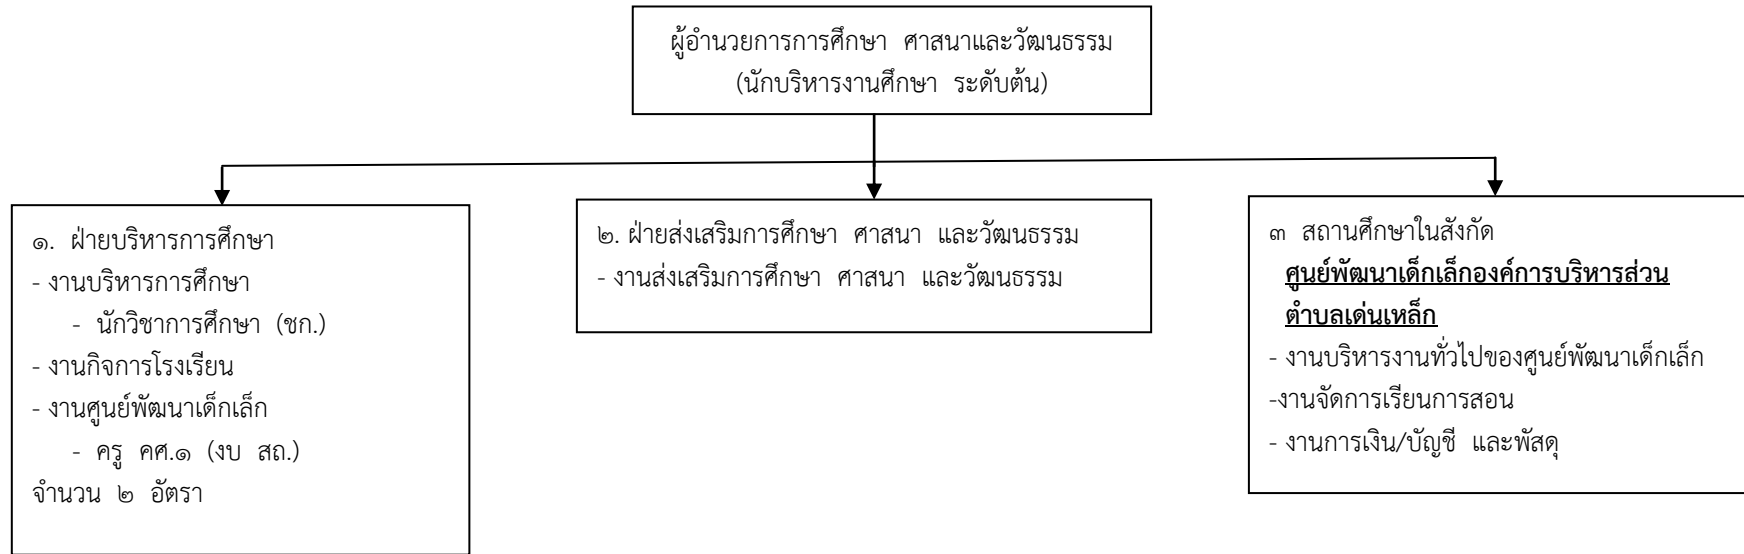 ผู้อำนวยการการศึกษา ศาสนาและวัฒนธรรม
(นักบริหารงานศึกษา ระดับต้น)
๑. ฝ่ายบริหารการศึกษา
- งานบริหารการศึกษา
- นักวิชาการศึกษา (ชก.)
- งานกิจการโรงเรียน
- งานศูนย์พัฒนาเด็กเล็ก
- ครู คศ.๑ (งบ สถ.)
จำนวน ๒ อัตรา
๒. ฝ่ายส่งเสริมการศึกษา ศาสนา และวัฒนธรรม
- งานส่งเสริมการศึกษา ศาสนา และวัฒนธรรม
๓ สถานศึกษาในสังกัด
ศูนย์พัฒนาเด็กเล็กองค์การบริหารส่วน
ตำบลเด่นเหล็ก
- งานบริหารงานทั่วไปของศูนย์พัฒนาเด็กเล็ก
-งานจัดการเรียนการสอน
- งานการเงิน/บัญชี และพัสดุ